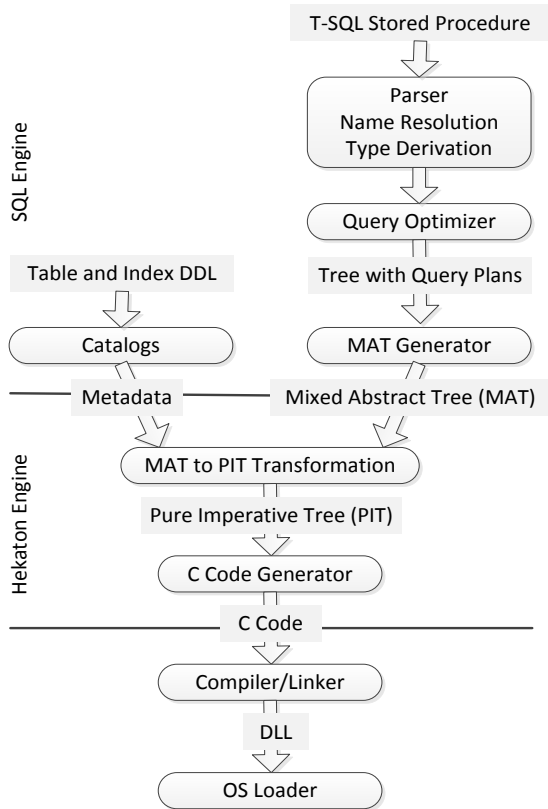 T-SQL Stored Procedure
Parser
Name Resolution
Type Derivation
SQL Engine
Query Optimizer
Table and Index DDL
Tree with Query Plans
Catalogs
MAT Generator
Metadata
Mixed Abstract Tree (MAT)
MAT to PIT Transformation
Hekaton Engine
Pure Imperative Tree (PIT)
C Code Generator
C Code
Compiler/Linker
DLL
OS Loader